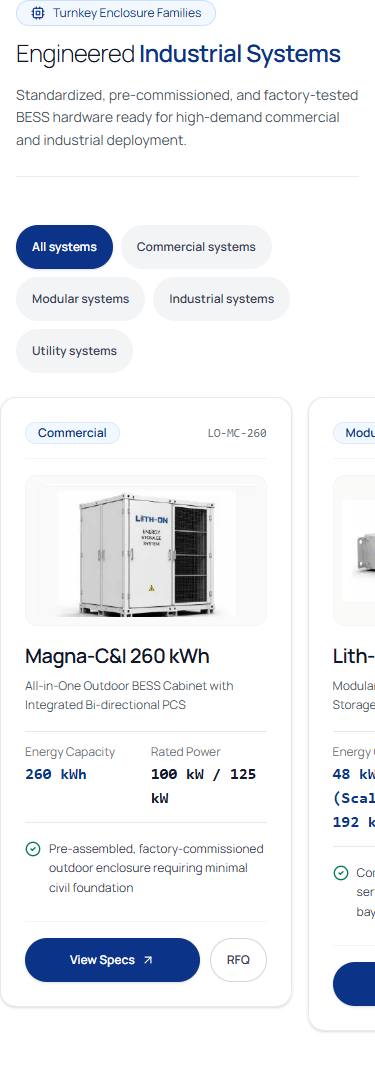 Turnkey Enclosure Families
Engineered Industrial Systems
Standardized, pre-commissioned, and factory-tested
BESS hardware ready for high-demand commercial
and industrial deployment.
All systems
Commercial systems
Modular systems
Industrial systems
Utility systems
Commercial
LO-MC-260
LITH-ON
ENERGY
STORAGE
SYSTEM
Magna-C&I 260 kWh
All-in-One Outdoor BESS Cabinet with
Integrated Bi-directional PCS
Energy Capacity
Rated Power
260 kWh
100 kW / 125
kW
Pre-assembled, factory-commissioned
outdoor enclosure requiring minimal
civil foundation
View Specs
RFQ
Modu
Lith-
Modular
Storage
Energy
48 kW
(Scal
192 k
Con
ser
bay